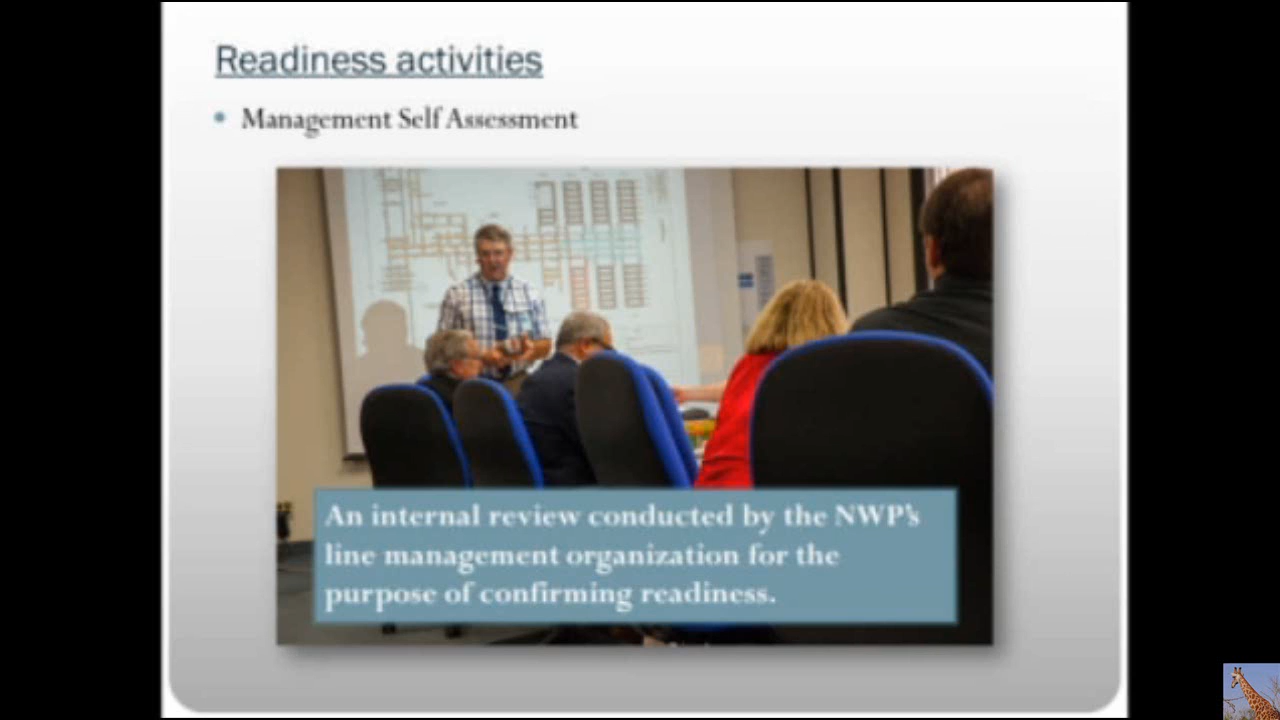 Readiness activities
• Management Self Assessment
An internal review conducted by the NWP's
line management organization for the
purpose of confirming readiness.